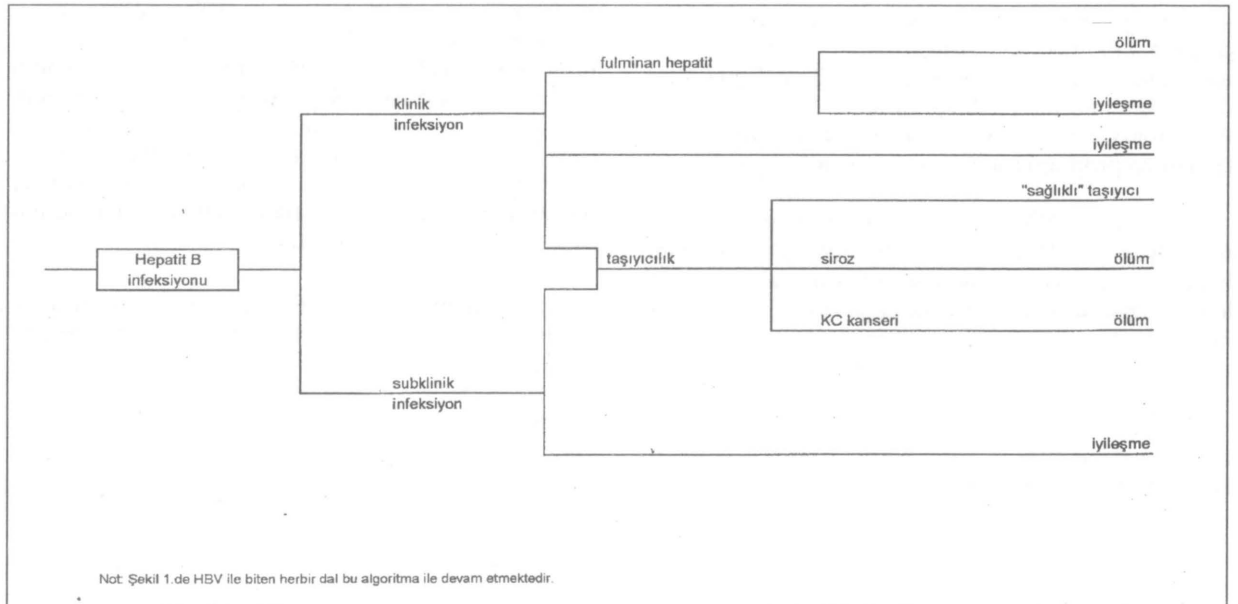 ölüm
fulminan hepatit
klinik
infeksiyon
iyileşme
iyileşme
"sağlıklı" taşıyıcı
Hepatit B
infeksiyonu
taşıyıcılık
siroz
ölüm
KC kanseri
ölüm
subklinik
infeksiyon
iyileşme
Not: Şekil 1.de HBV ile biten herbir dal bu algoritma ile devam etmektedir.